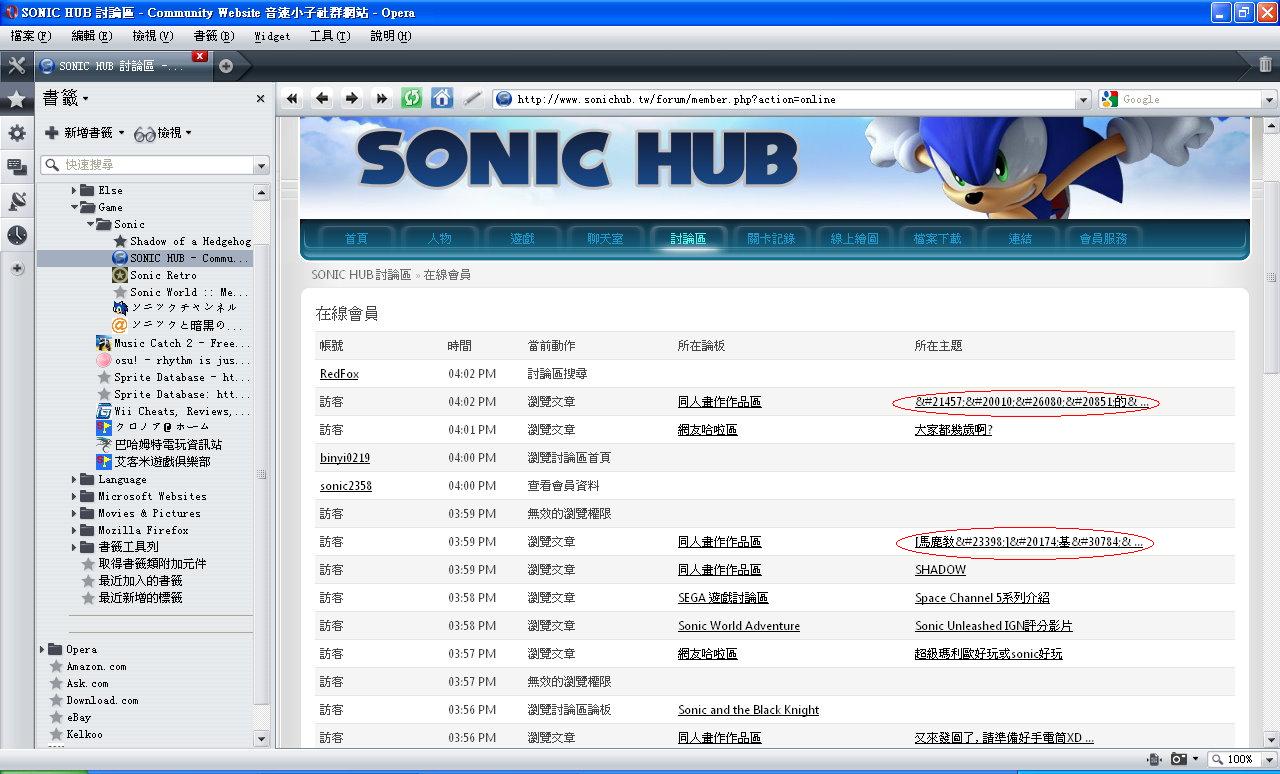 SONIC HUB 討論區 - Community Website 音速小子社群網站 - Opera
檔案(F) 編輯(E) 檢視(V) 書籤(B) Widget 工具(T) 說明(H)
SONIC HUB 討論區 -...
書籤
http://www.sonichub.tw/forum/member.php?action=online
Google
新增書籤 檢視
快速搜尋
Else
Game
Sonic
Shadow of a Hedgehog
SONIC HUB - Commu...
Sonic Retro
Sonic World :: Me...
ソニックチャンネル
ソニックと暗黒の...
Music Catch 2 - Free...
osu! - rhythm is jus...
Sprite Database - ht...
Sprite Database: htt...
Wii Cheats, Reviews,...
クロノア@ホーム
巴哈姆特電玩資訊站
艾客米遊戲俱樂部
Language
Microsoft Websites
Movies & Pictures
Mozilla Firefox
書籤工具列
取得書籤類附加元件
最近加入的書籤
最近新增的標籤
Opera
Amazon.com
Ask.com
Download.com
eBay
Kelkoo
SONIC HUB
首頁 人物 遊戲 聊天室 討論區 關卡記錄 線上繪圖 檔案下載 連結 會員服務
SONIC HUB 討論區 » 在線會員
在線會員
帳號 時間 當前動作 所在論板 所在主題
RedFox 04:02 PM 討論區搜尋
訪客 04:02 PM 瀏覽文章 同人畫作作品區 &#21457;&#20010;&#26080;&#20851;的& ...
訪客 04:01 PM 瀏覽文章 網友哈啦區 大家都幾歲啊?
binyi0219 04:00 PM 瀏覽討論區首頁
sonic2358 04:00 PM 查看會員資料
訪客 03:59 PM 無效的瀏覽權限
訪客 03:59 PM 瀏覽文章 同人畫作作品區 [馬鹿教&#23398;]&#20174;基&#30784;& ...
訪客 03:59 PM 瀏覽文章 同人畫作作品區 SHADOW
訪客 03:58 PM 瀏覽文章 SEGA 遊戲討論區 Space Channel 5系列介紹
訪客 03:58 PM 瀏覽文章 Sonic World Adventure Sonic Unleashed IGN評分影片
訪客 03:57 PM 瀏覽文章 網友哈啦區 超級瑪利歐好玩或sonic好玩
訪客 03:57 PM 無效的瀏覽權限
訪客 03:56 PM 瀏覽討論區論板 Sonic and the Black Knight
訪客 03:56 PM 瀏覽文章 同人畫作作品區 又來發圖了, 請準備好手電筒XD ...
100%